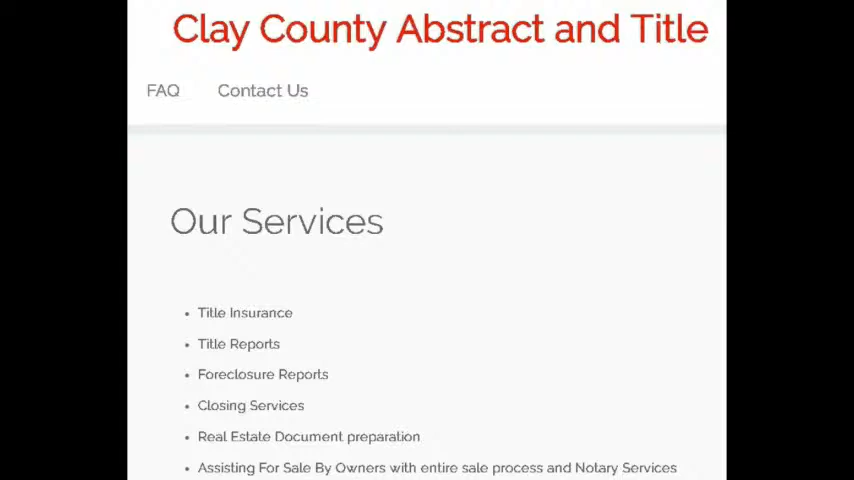 Clay County Abstract and Title
FAQ Contact Us
Our Services
• Title Insurance
• Title Reports
• Foreclosure Reports
• Closing Services
• Real Estate Document preparation
• Assisting For Sale By Owners with entire sale process and Notary Services